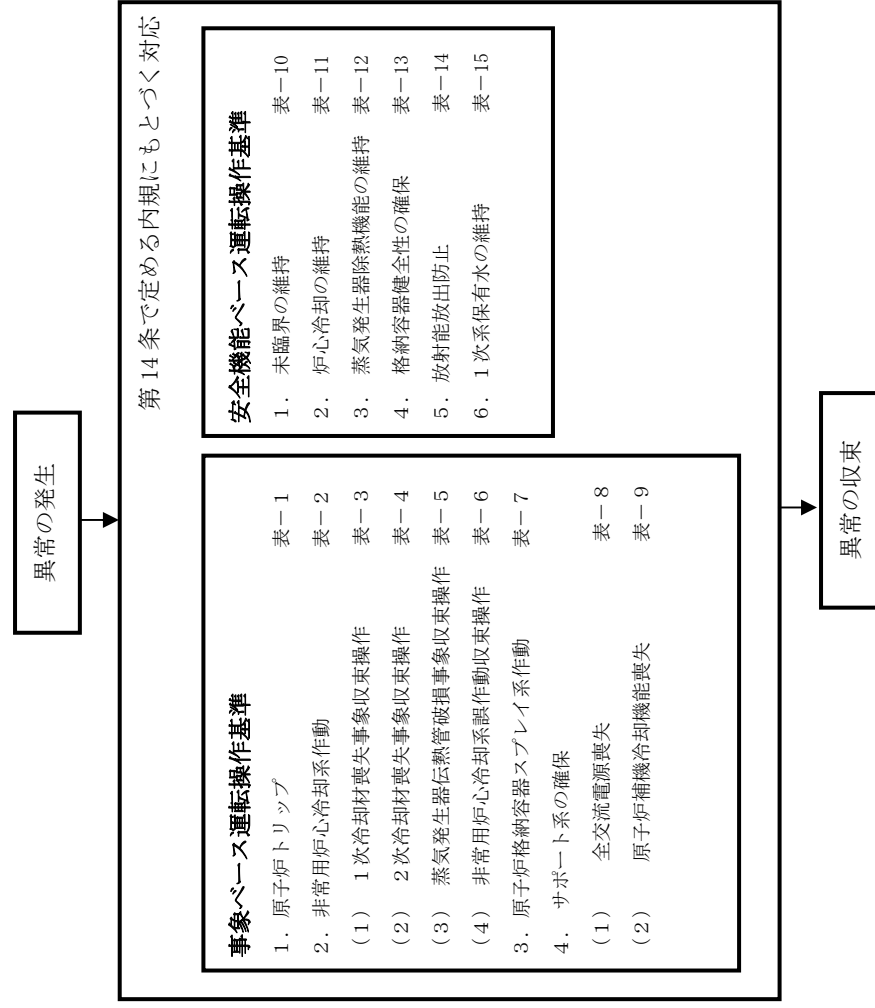 異常の発生
第14条で定める内規にもとづく対応
事象ベース運転操作基準
1．原子炉トリップ 表－1
2．非常用炉心冷却系作動 表－2
(1) 1次冷却材喪失事象収束操作 表－3
(2) 2次冷却材喪失事象収束操作 表－4
(3) 蒸気発生器伝熱管破損事象収束操作 表－5
(4) 非常用炉心冷却系誤作動収束操作 表－6
3．原子炉格納容器スプレイ系作動 表－7
4．サポート系の確保
(1) 全交流電源喪失 表－8
(2) 原子炉補機冷却機能喪失 表－9
安全機能ベース運転操作基準
1．未臨界の維持 表－10
2．炉心冷却の維持 表－11
3．蒸気発生器除熱機能の維持 表－12
4．格納容器健全性の確保 表－13
5．放射能放出防止 表－14
6．1次系保有水の維持 表－15
異常の収束